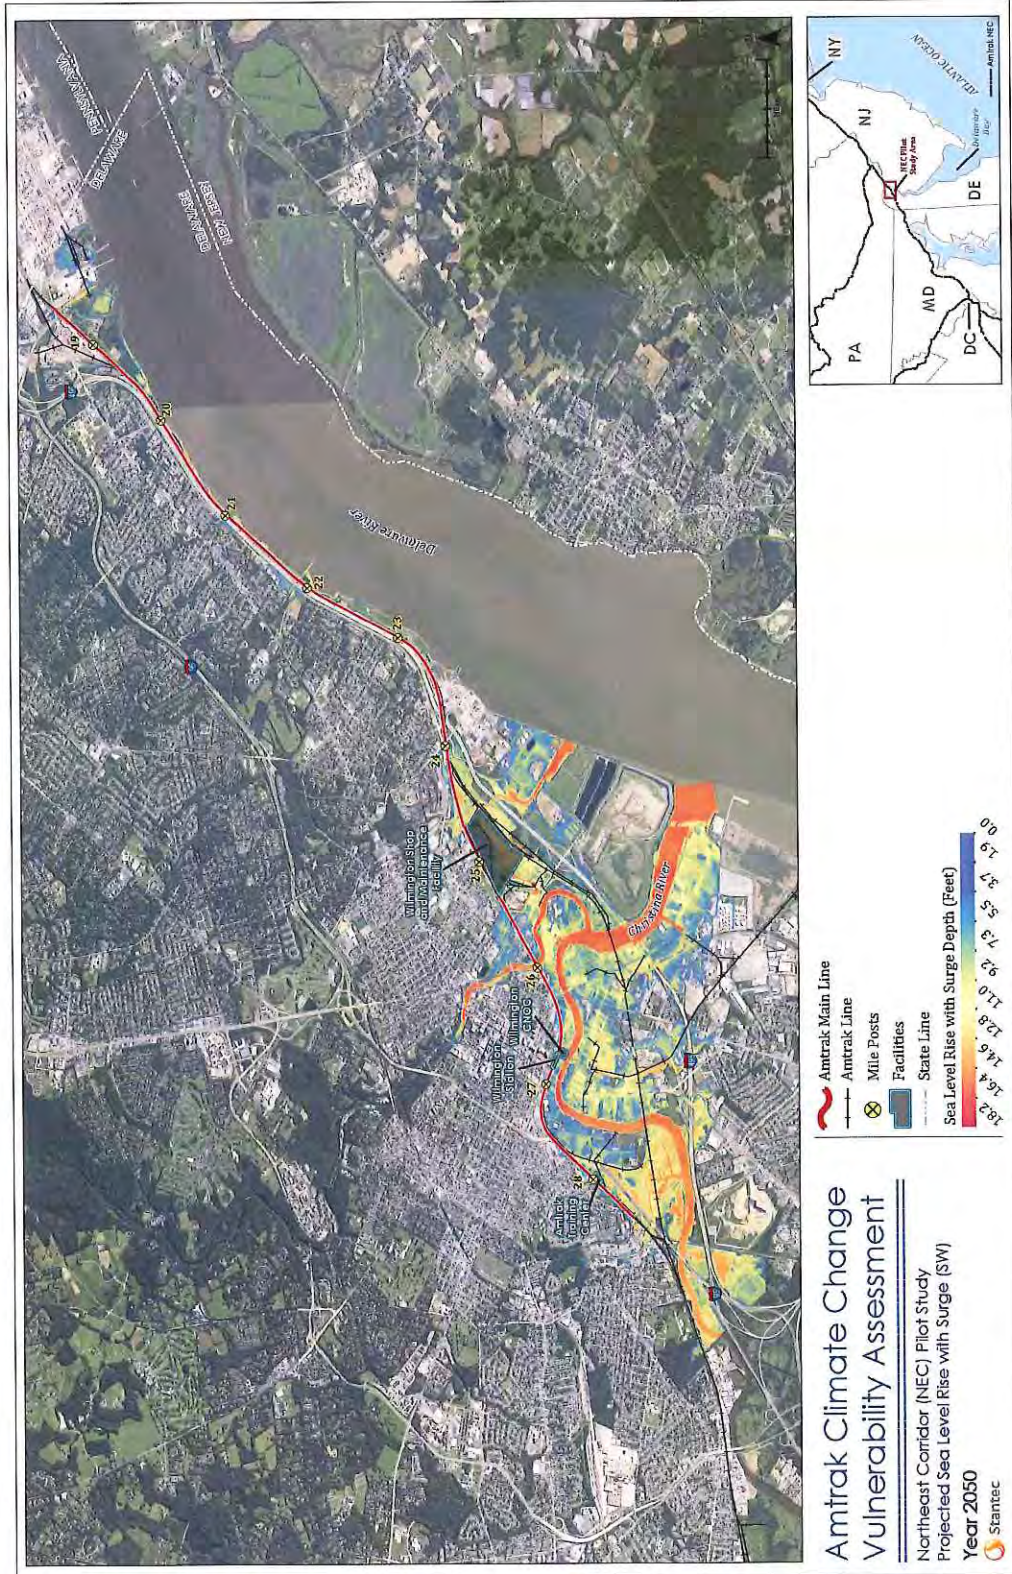 PENNSYLVANIA
DELAWARE
DELAWARE
NEW JERSEY
19
20
21
22
23
24
25
26
27
28
Delaware River
Wilmington Shop
and Maintenance
Facility
Wilmington
CNOC
Wilmington
Station
Amtrak
Training
Center
Christina River
Amtrak Climate Change
Vulnerability Assessment
Northeast Corridor (NEC) Pilot Study
Projected Sea Level Rise with Surge (SW)
Year 2050
Stantec
Amtrak Main Line
Amtrak Line
Mile Posts
Facilities
State Line
Sea Level Rise with Surge Depth (Feet)
18.2 16.4 14.6 12.8 11.0 9.2 7.3 5.5 3.7 1.9 0.0
NY
PA
NJ
MD
DC
DE
ATLANTIC OCEAN
Delaware
Bay
NEC Pilot
Study Area
Amtrak NEC